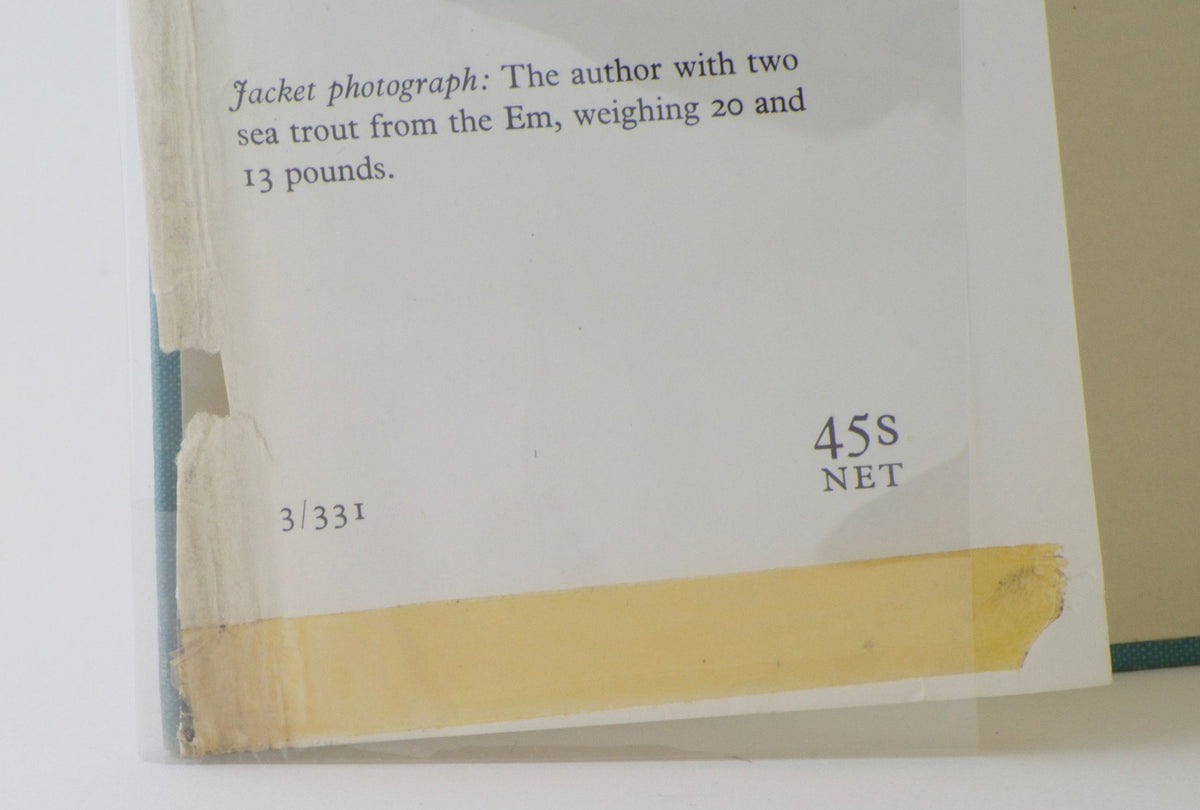 Jacket photograph: The author with two
sea trout from the Em, weighing 20 and
13 pounds.
45s
NET
3/331